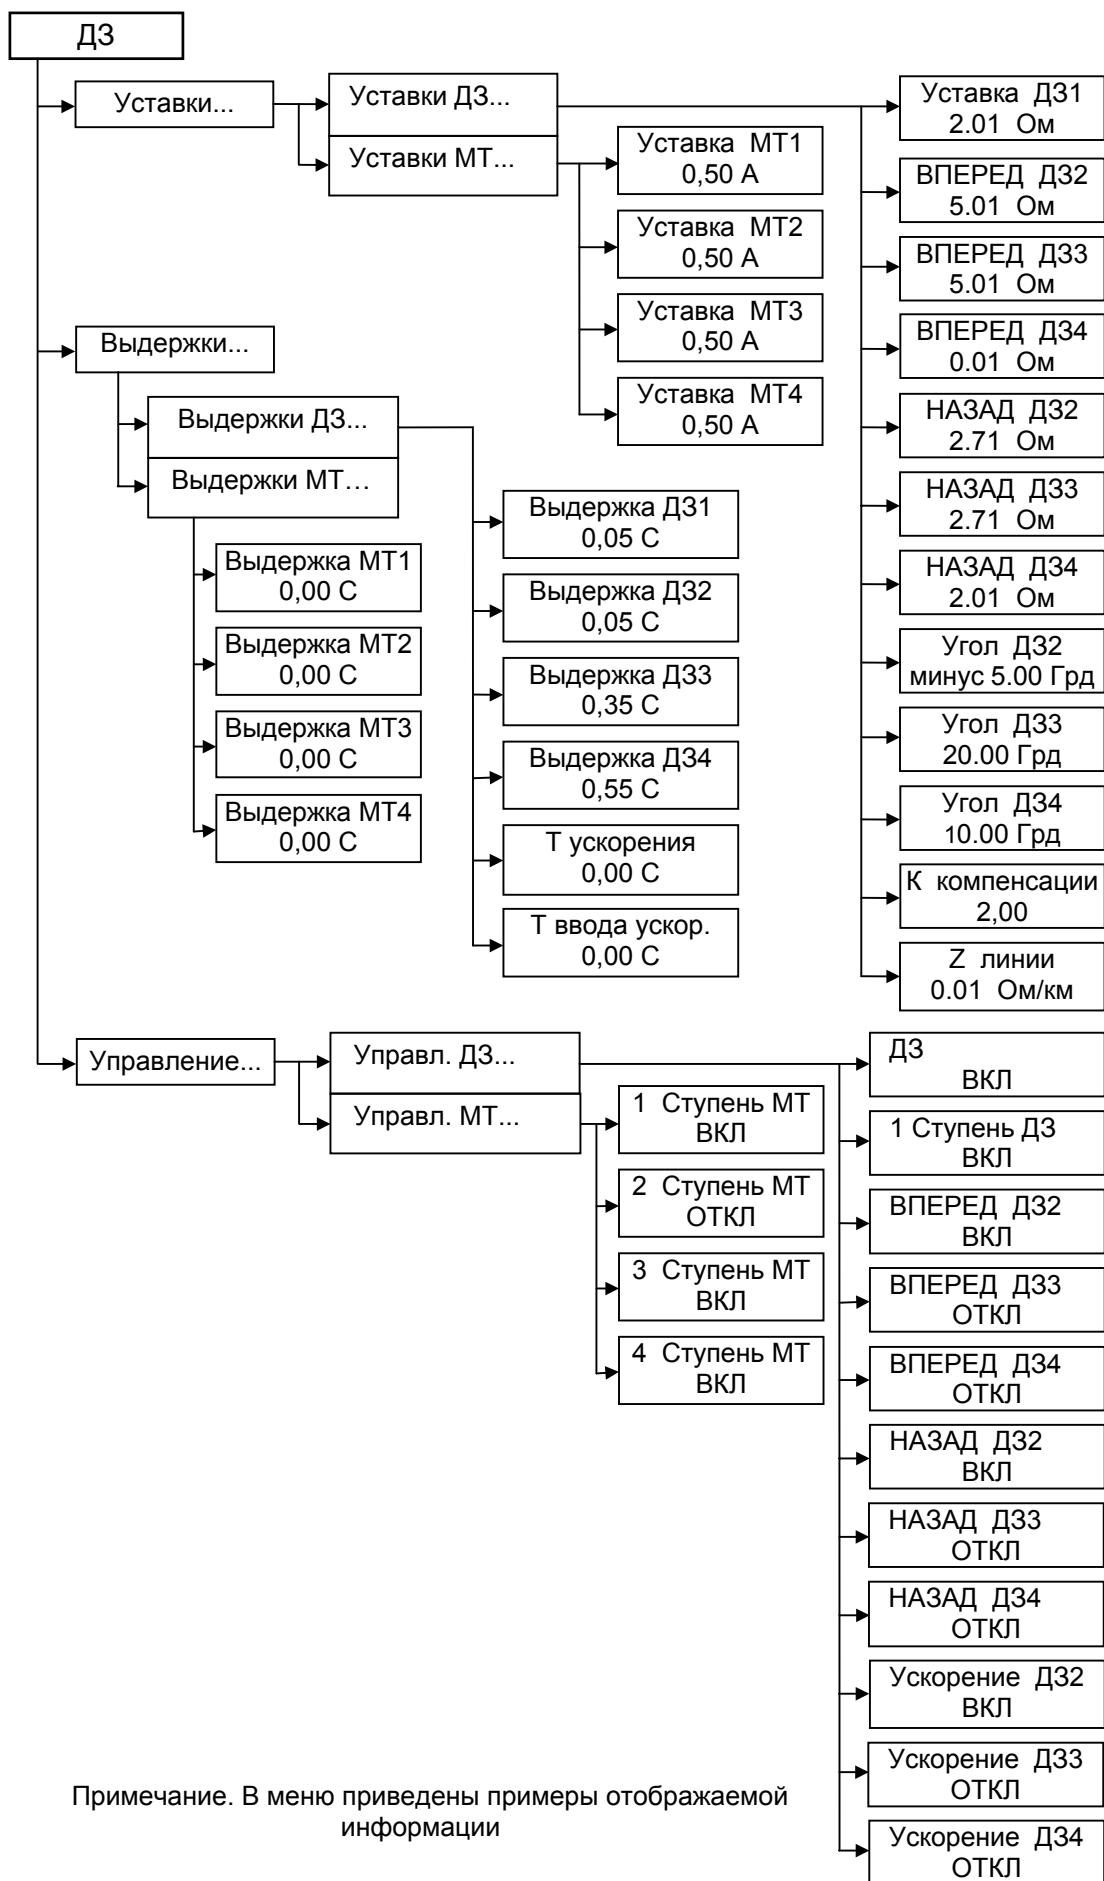 ДЗ
Уставки...
Уставки ДЗ...
Уставки МТ...
Уставка МТ1
0,50 А
Уставка МТ2
0,50 А
Уставка МТ3
0,50 А
Уставка МТ4
0,50 А
Уставка ДЗ1
2.01 Ом
ВПЕРЕД ДЗ2
5.01 Ом
ВПЕРЕД ДЗ3
5.01 Ом
ВПЕРЕД ДЗ4
0.01 Ом
НАЗАД ДЗ2
2.71 Ом
НАЗАД ДЗ3
2.71 Ом
НАЗАД ДЗ4
2.01 Ом
Угол ДЗ2
минус 5.00 Грд
Угол ДЗ3
20.00 Грд
Угол ДЗ4
10.00 Грд
К компенсации
2,00
Z линии
0.01 Ом/км
Выдержки...
Выдержки ДЗ...
Выдержки МТ...
Выдержка МТ1
0,00 С
Выдержка МТ2
0,00 С
Выдержка МТ3
0,00 С
Выдержка МТ4
0,00 С
Выдержка ДЗ1
0,05 С
Выдержка ДЗ2
0,05 С
Выдержка ДЗ3
0,35 С
Выдержка ДЗ4
0,55 С
Т ускорения
0,00 С
Т ввода ускор.
0,00 С
Управление...
Управл. ДЗ...
Управл. МТ...
1 Ступень МТ
ВКЛ
2 Ступень МТ
ОТКЛ
3 Ступень МТ
ВКЛ
4 Ступень МТ
ВКЛ
ДЗ
ВКЛ
1 Ступень ДЗ
ВКЛ
ВПЕРЕД ДЗ2
ВКЛ
ВПЕРЕД ДЗ3
ОТКЛ
ВПЕРЕД ДЗ4
ОТКЛ
НАЗАД ДЗ2
ВКЛ
НАЗАД ДЗ3
ОТКЛ
НАЗАД ДЗ4
ОТКЛ
Ускорение ДЗ2
ВКЛ
Ускорение ДЗ3
ОТКЛ
Ускорение ДЗ4
ОТКЛ
Примечание. В меню приведены примеры отображаемой
информации